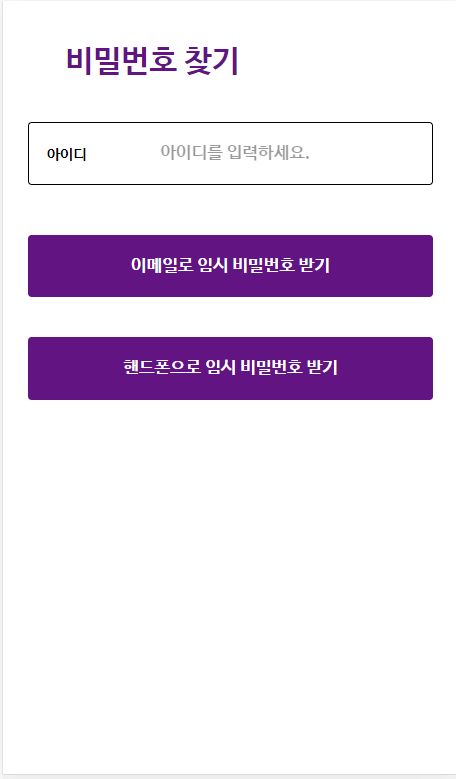 비밀번호 찾기
아이디 아이디를 입력하세요.
이메일로 임시 비밀번호 받기
핸드폰으로 임시 비밀번호 받기